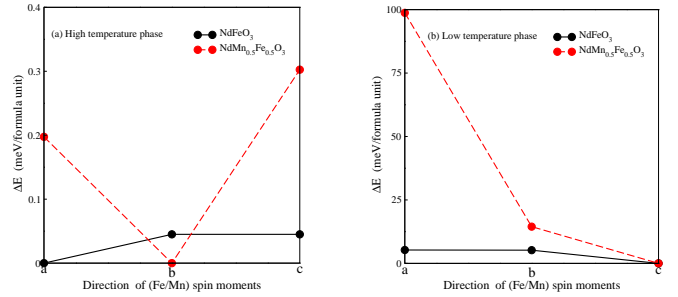 0.4
0.3
0.2
0.1
0
ΔE (meV/formula unit)
(a) High temperature phase
NdFeO3
NdMn0.5Fe0.5O3
a
b
c
Direction of (Fe/Mn) spin moments
100
75
50
25
0
ΔE (meV/formula unit)
(b) Low temperature phase
NdFeO3
NdMn0.5Fe0.5O3
a
b
c
Direction of (Fe/Mn) spin moments